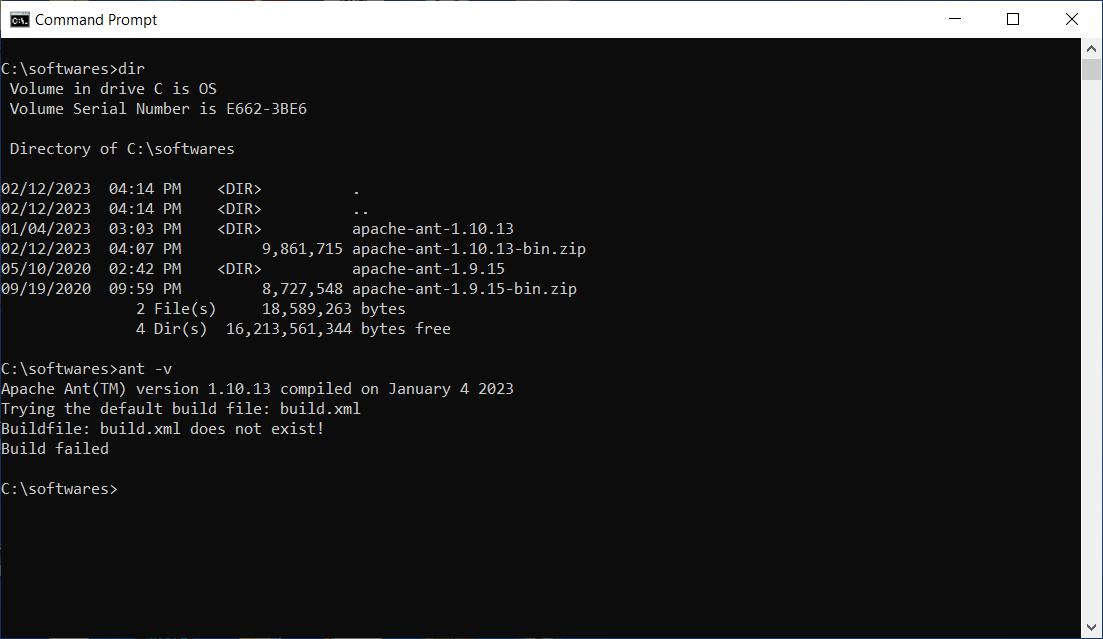 Command Prompt
C:\softwares>dir
 Volume in drive C is OS
 Volume Serial Number is E662-3BE6
 Directory of C:\softwares
02/12/2023  04:14 PM    <DIR>          .
02/12/2023  04:14 PM    <DIR>          ..
01/04/2023  03:03 PM    <DIR>          apache-ant-1.10.13
02/12/2023  04:07 PM         9,861,715 apache-ant-1.10.13-bin.zip
05/10/2020  02:42 PM    <DIR>          apache-ant-1.9.15
09/19/2020  09:59 PM         8,727,548 apache-ant-1.9.15-bin.zip
               2 File(s)     18,589,263 bytes
               4 Dir(s)  16,213,561,344 bytes free
C:\softwares>ant -v
Apache Ant(TM) version 1.10.13 compiled on January 4 2023
Trying the default build file: build.xml
Buildfile: build.xml does not exist!
Build failed
C:\softwares>